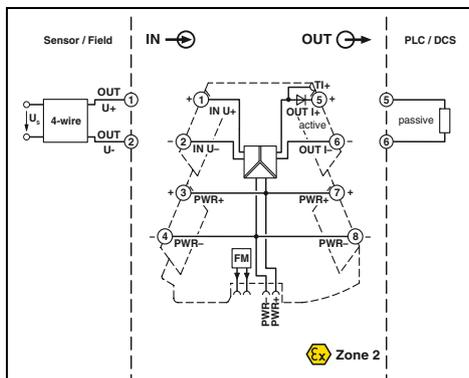 Sensor / Field
IN
OUT
PLC / DCS
OUT
U+
1
+
1
IN U+
TI+
5
+
OUT I+
active
5
Us
4-wire
OUT
U-
2
−
2
IN U−
OUT I−
6
−
passive
6
+
3
PWR+
PWR+
7
+
−
4
PWR−
PWR−
8
−
FM
PWR−
PWR+
Ex
Zone 2